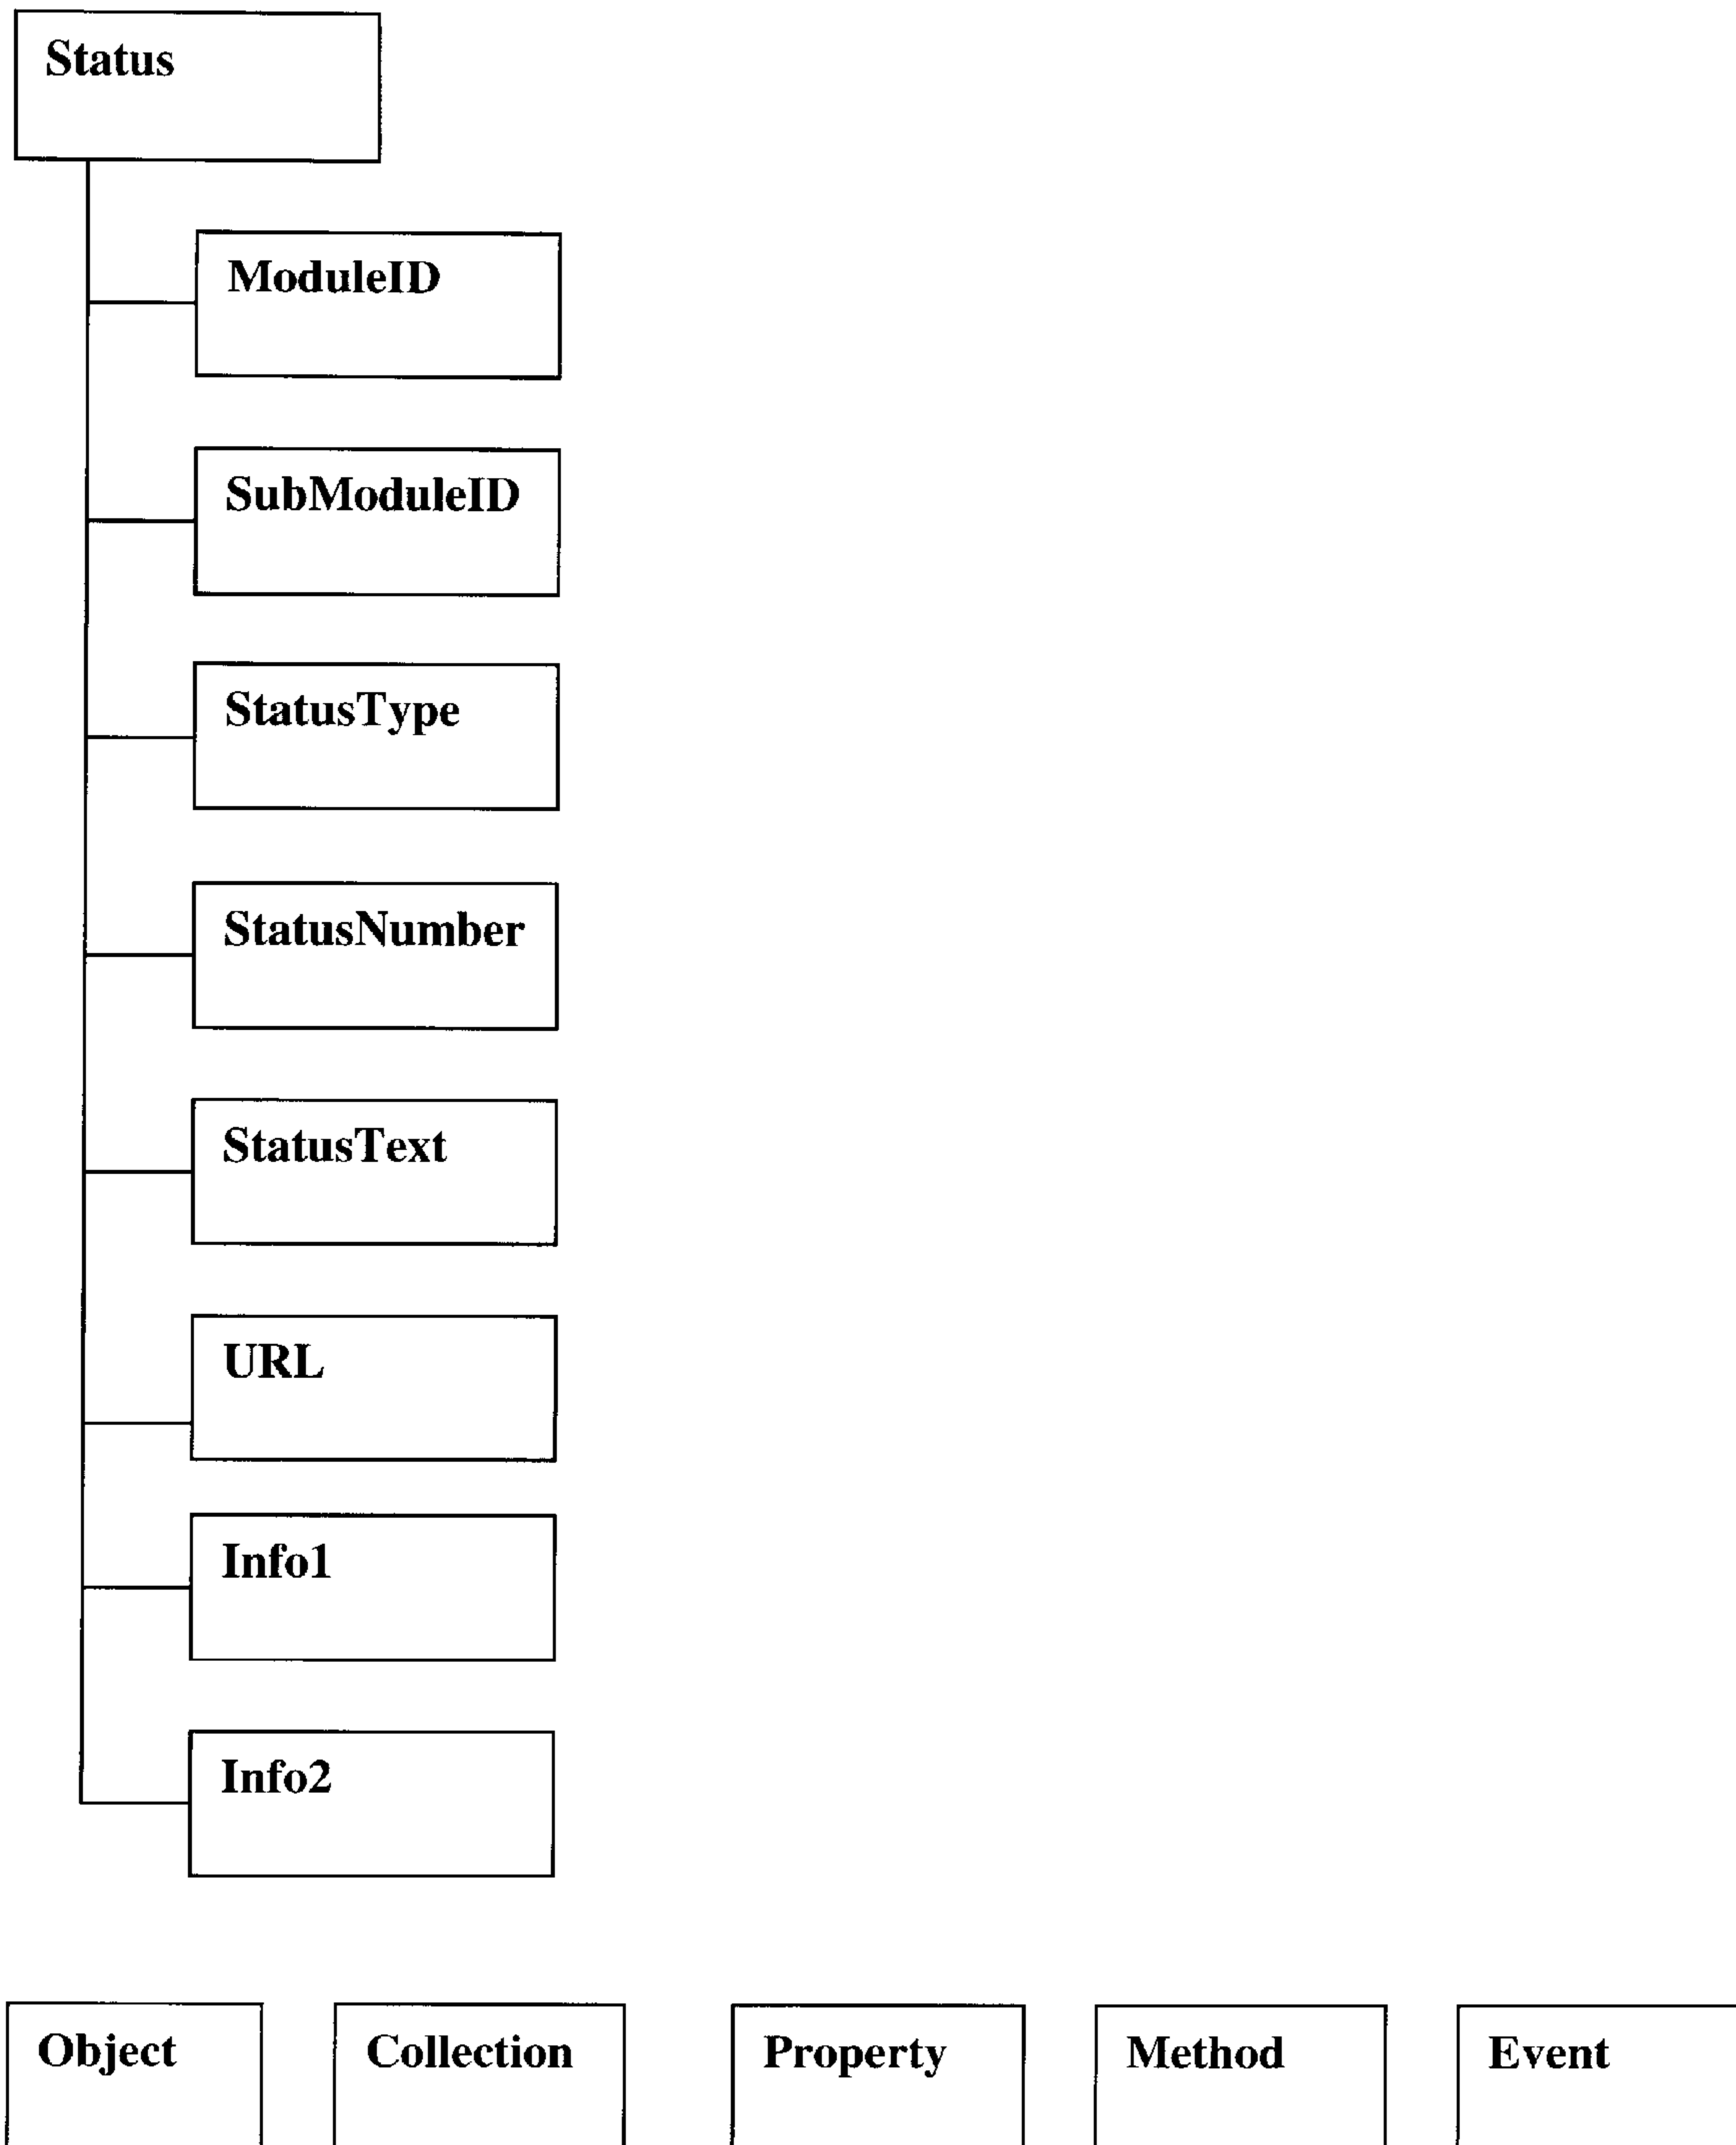 Status
ModuleID
SubModuleID
StatusType
StatusNumber
StatusText
URL
Info1
Info2
Object Collection Property Method Event